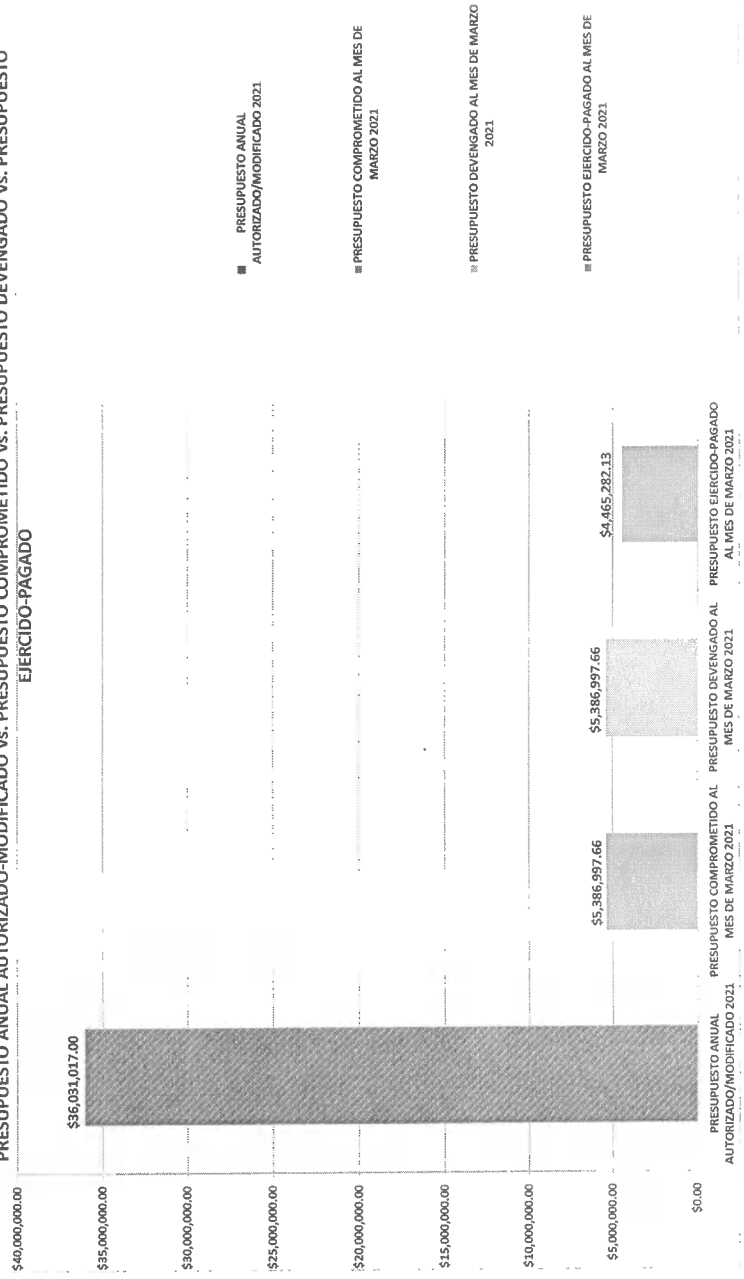 PRESUPUESTO ANUAL AUTORIZADO-MODIFICADO Vs. PRESUPUESTO COMPROMETIDO Vs. PRESUPUESTO DEVENGADO Vs. PRESUPUESTO
EJERCIDO-PAGADO
$40,000,000.00
$35,000,000.00
$30,000,000.00
$25,000,000.00
$20,000,000.00
$15,000,000.00
$10,000,000.00
$5,000,000.00
$0.00
$36,031,017.00
$5,386,997.66
$5,386,997.66
$4,465,282.13
PRESUPUESTO ANUAL
AUTORIZADO/MODIFICADO 2021
PRESUPUESTO COMPROMETIDO AL
MES DE MARZO 2021
PRESUPUESTO DEVENGADO AL
MES DE MARZO 2021
PRESUPUESTO EJERCIDO-PAGADO
AL MES DE MARZO 2021
PRESUPUESTO ANUAL
AUTORIZADO/MODIFICADO 2021
PRESUPUESTO COMPROMETIDO AL MES DE
MARZO 2021
PRESUPUESTO DEVENGADO AL MES DE MARZO
2021
PRESUPUESTO EJERCIDO-PAGADO AL MES DE
MARZO 2021